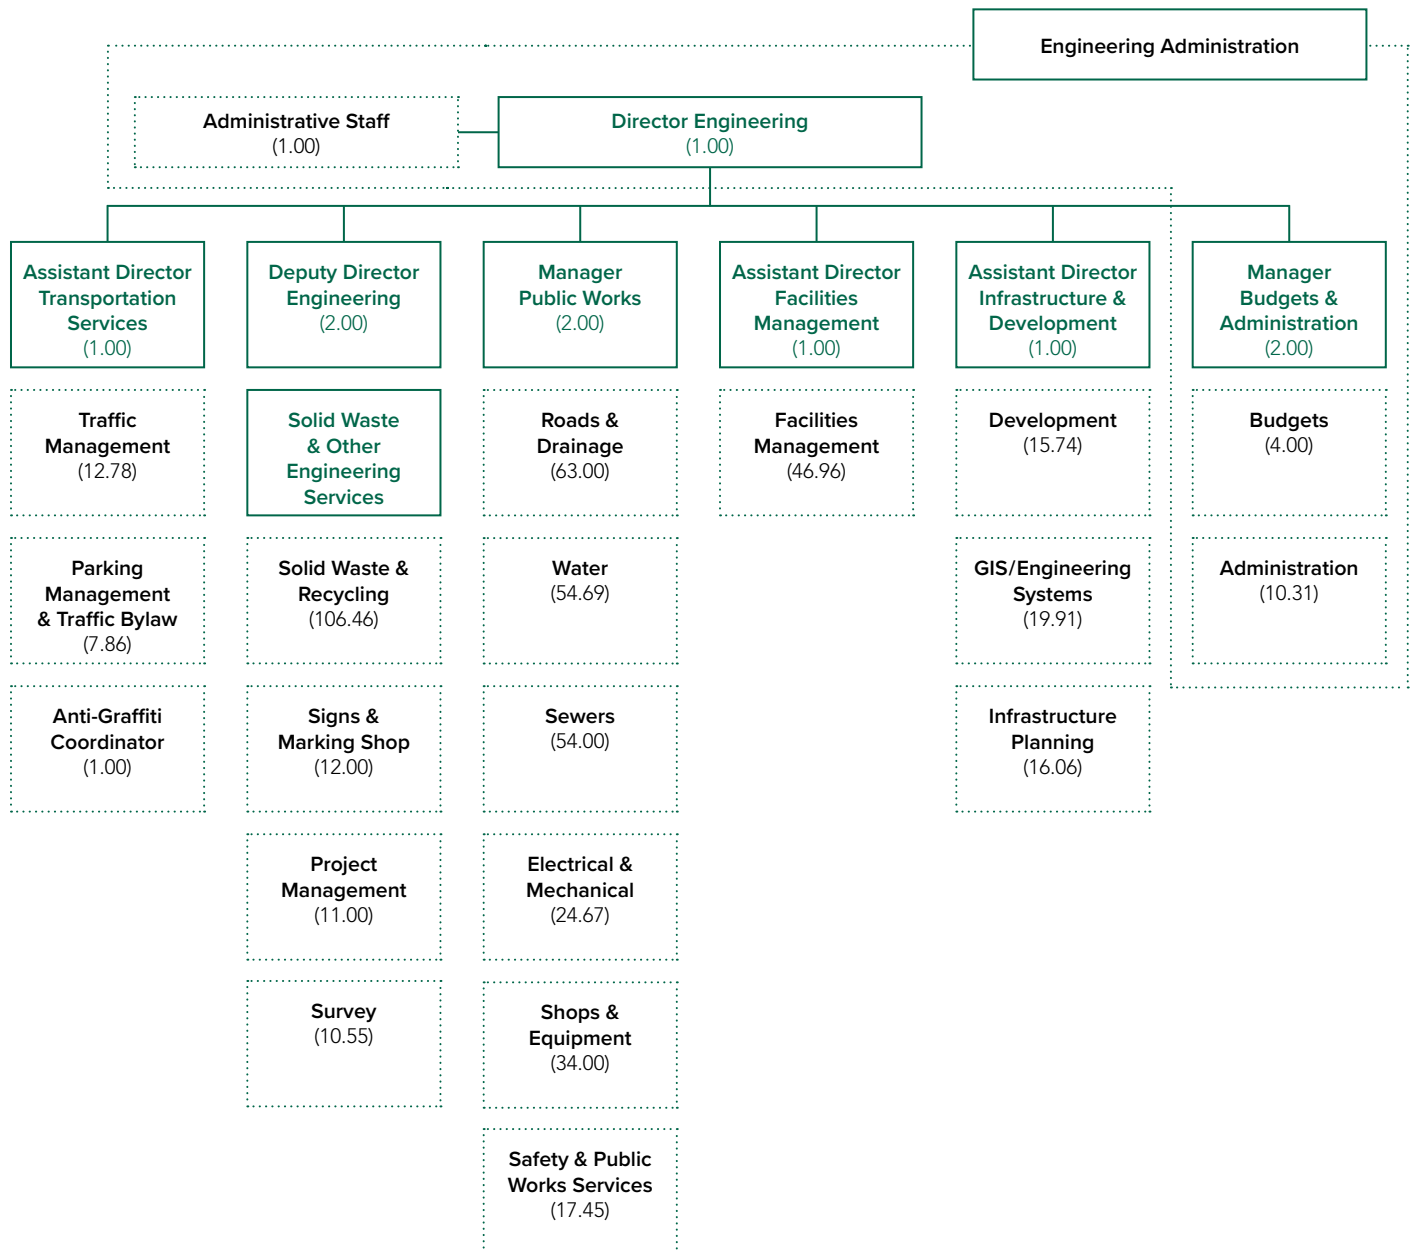 Engineering Administration
Administrative Staff
(1.00)
Director Engineering
(1.00)
Assistant Director
Transportation
Services
(1.00)
Deputy Director
Engineering
(2.00)
Manager
Public Works
(2.00)
Assistant Director
Facilities
Management
(1.00)
Assistant Director
Infrastructure &
Development
(1.00)
Manager
Budgets &
Administration
(2.00)
Traffic
Management
(12.78)
Solid Waste
& Other
Engineering
Services
Roads &
Drainage
(63.00)
Facilities
Management
(46.96)
Development
(15.74)
Budgets
(4.00)
Parking
Management
& Traffic Bylaw
(7.86)
Solid Waste &
Recycling
(106.46)
Water
(54.69)
GIS/Engineering
Systems
(19.91)
Administration
(10.31)
Anti-Graffiti
Coordinator
(1.00)
Signs &
Marking Shop
(12.00)
Sewers
(54.00)
Infrastructure
Planning
(16.06)
Project
Management
(11.00)
Electrical &
Mechanical
(24.67)
Survey
(10.55)
Shops &
Equipment
(34.00)
Safety & Public
Works Services
(17.45)